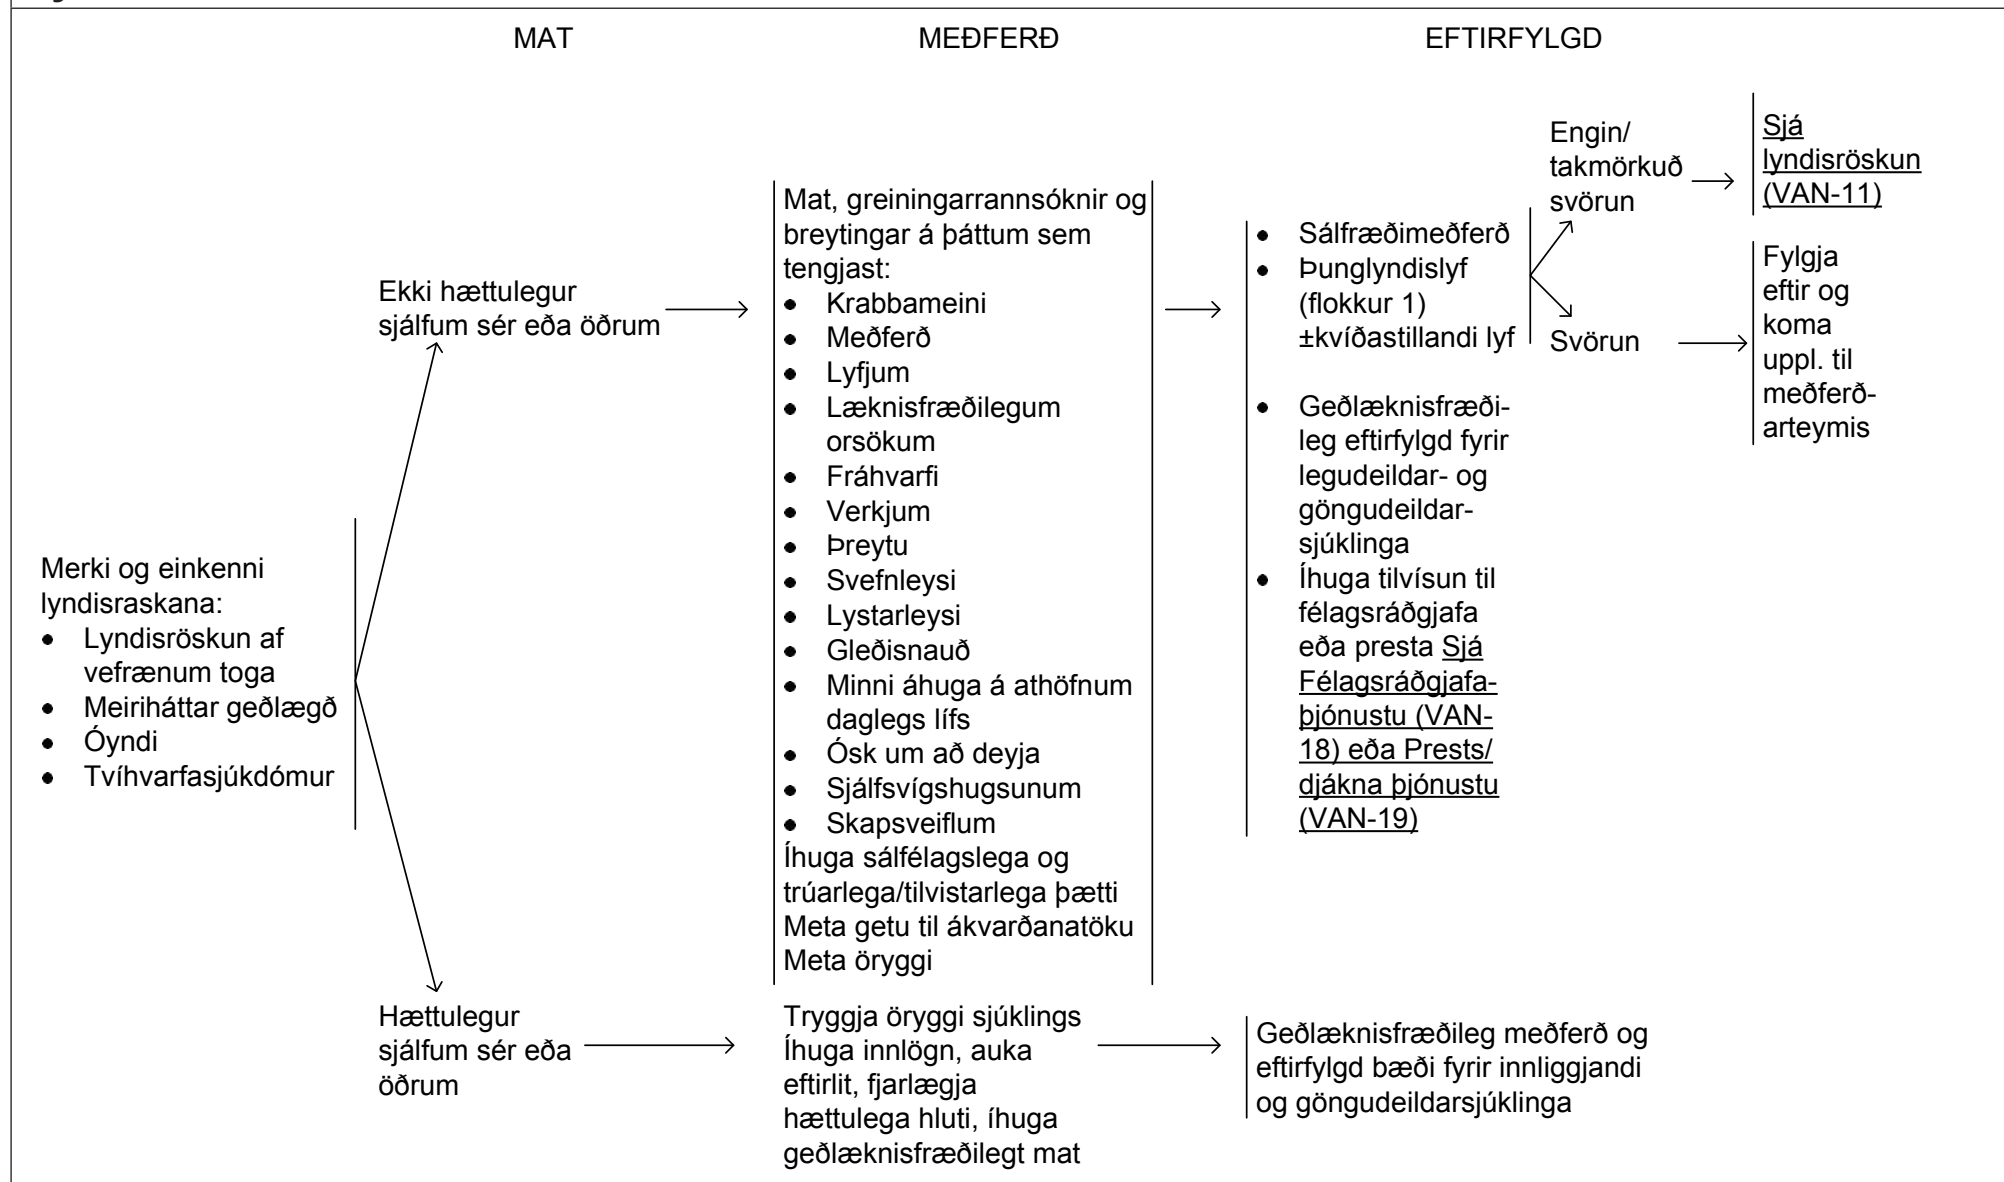 MAT
MEÐFERÐ
EFTIRFYLGD
Merki og einkenni
lyndisraskana:
• Lyndisröskun af
vefrænum toga
• Meiriháttar geðlægð
• Óyndi
• Tvíhvarfasjúkdómur
Ekki hættulegur
sjálfum sér eða öðrum
Mat, greiningarrannsóknir og
breytingar á þáttum sem
tengjast:
• Krabbameini
• Meðferð
• Lyfjum
• Læknisfræðilegum
orsökum
• Fráhvarfi
• Verkjum
• Þreytu
• Svefnleysi
• Lystarleysi
• Gleðisnauð
• Minni áhuga á athöfnum
daglegs lífs
• Ósk um að deyja
• Sjálfsvígshugsunum
• Skapsveiflum
Íhuga sálfélagslega og
trúarlega/tilvistarlega þætti
Meta getu til ákvarðanatöku
Meta öryggi
• Sálfræðimeðferð
• Þunglyndislyf
(flokkur 1)
±kvíðastillandi lyf
• Geðlæknisfræði-
leg eftirfylgd fyrir
legudeildar- og
göngudeildar-
sjúklinga
• Íhuga tilvísun til
félagsráðgjafa
eða presta Sjá
Félagsráðgjafa-
þjónustu (VAN-
18) eða Prests/
djákna þjónustu
(VAN-19)
Engin/
takmörkuð
svörun
Sjá
lyndisröskun
(VAN-11)
Svörun
Fylgja
eftir og
koma
uppl. til
meðferð-
arteymis
Hættulegur
sjálfum sér eða
öðrum
Tryggja öryggi sjúklings
Íhuga innlögn, auka
eftirlit, fjarlægja
hættulega hluti, íhuga
geðlæknisfræðilegt mat
Geðlæknisfræðileg meðferð og
eftirfylgd bæði fyrir innliggjandi
og göngudeildarsjúklinga